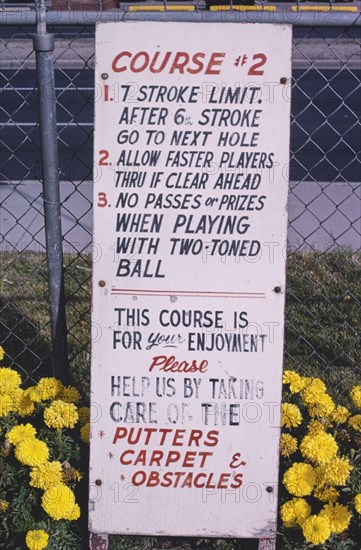 COURSE #2
1. 7 STROKE LIMIT.
AFTER 6th STROKE
GO TO NEXT HOLE
2. ALLOW FASTER PLAYERS
THRU IF CLEAR AHEAD
3. NO PASSES or PRIZES
WHEN PLAYING
WITH TWO-TONED
BALL
THIS COURSE IS
FOR your ENJOYMENT
Please
HELP US BY TAKING
CARE OF THE
* PUTTERS
* CARPET &
* OBSTACLES